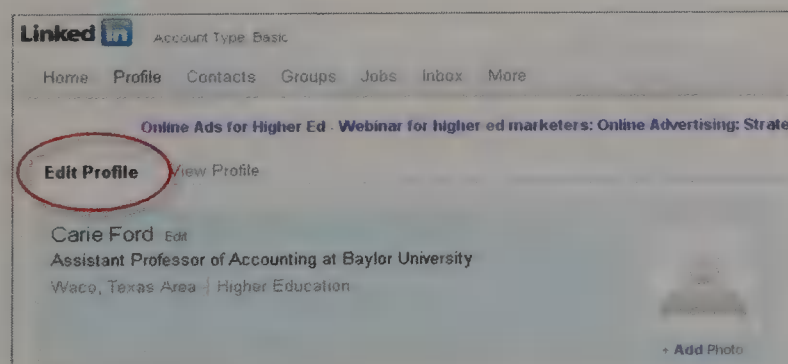 Linked in Account Type: Basic
Home Profile Contacts Groups Jobs Inbox More
Online Ads for Higher Ed - Webinar for higher ed marketers: Online Advertising: Strate
Edit Profile View Profile
Carie Ford Edit
Assistant Professor of Accounting at Baylor University
Waco, Texas Area | Higher Education
+ Add Photo